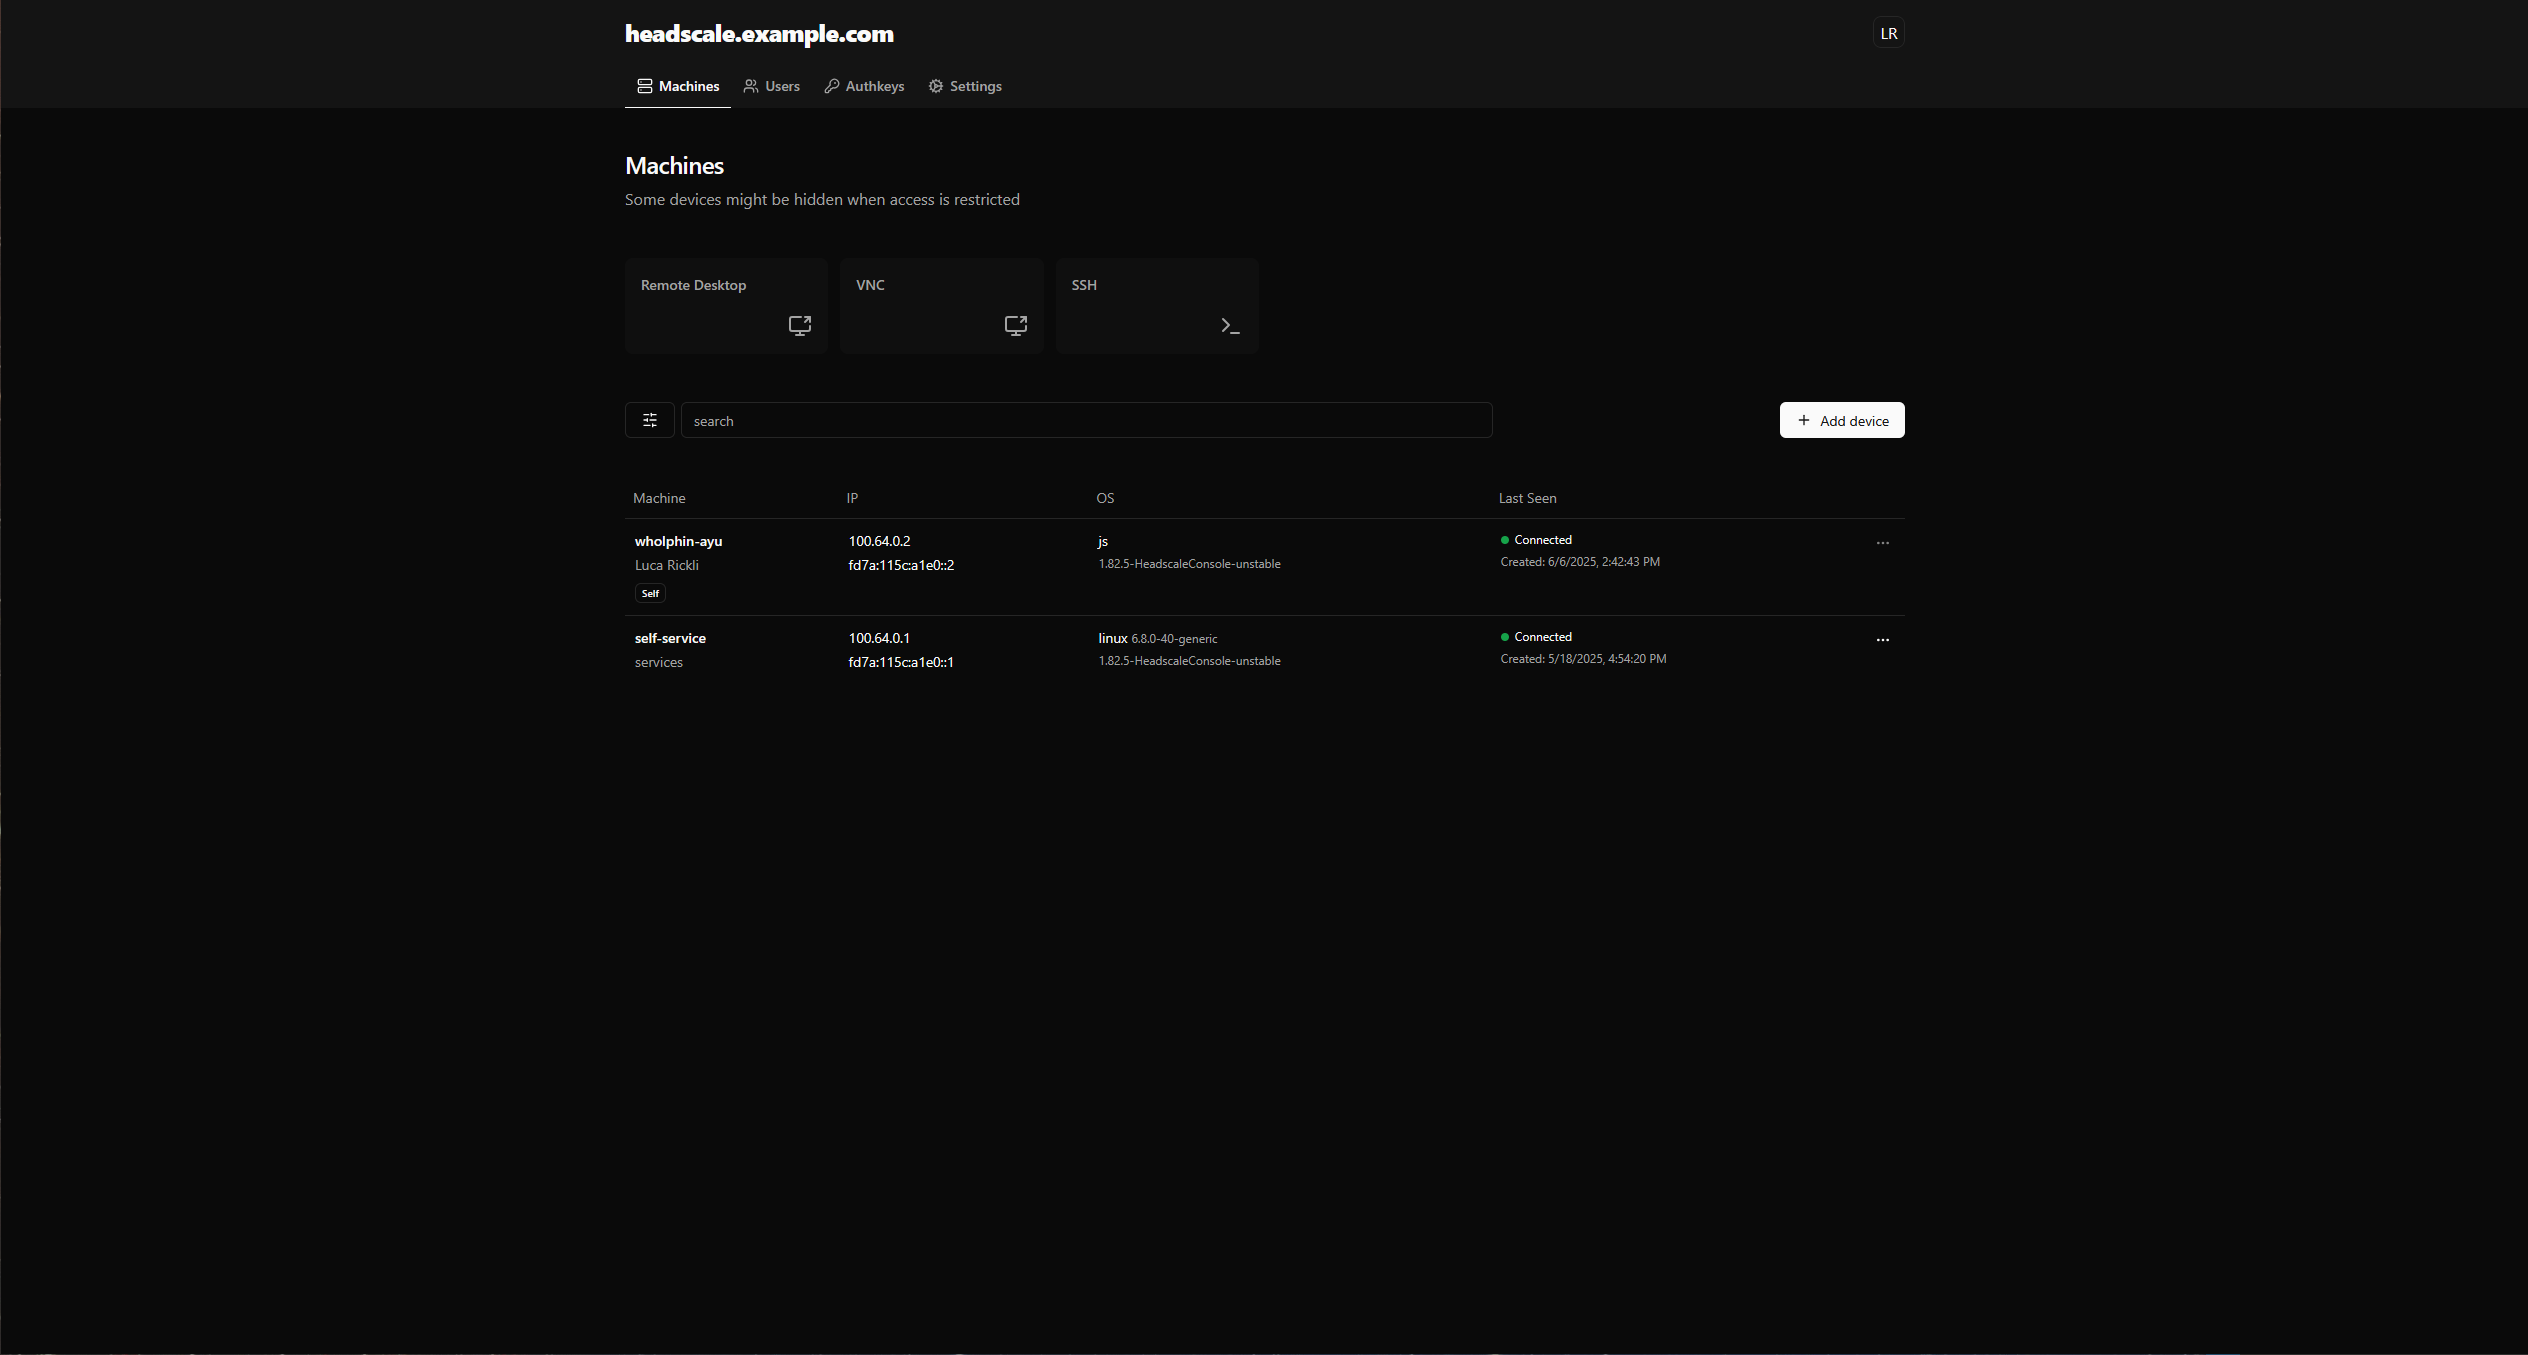 headscale.example.com
LR
Machines Users Authkeys Settings
Machines
Some devices might be hidden when access is restricted
Remote Desktop VNC SSH
search
Add device
Machine IP OS Last Seen
wholphin-ayu 100.64.0.2 js Connected
Luca Rickli fd7a:115c:a1e0::2 1.82.5-HeadscaleConsole-unstable Created: 6/6/2025, 2:42:43 PM
Self
self-service 100.64.0.1 linux 6.8.0-40-generic Connected
services fd7a:115c:a1e0::1 1.82.5-HeadscaleConsole-unstable Created: 5/18/2025, 4:54:20 PM